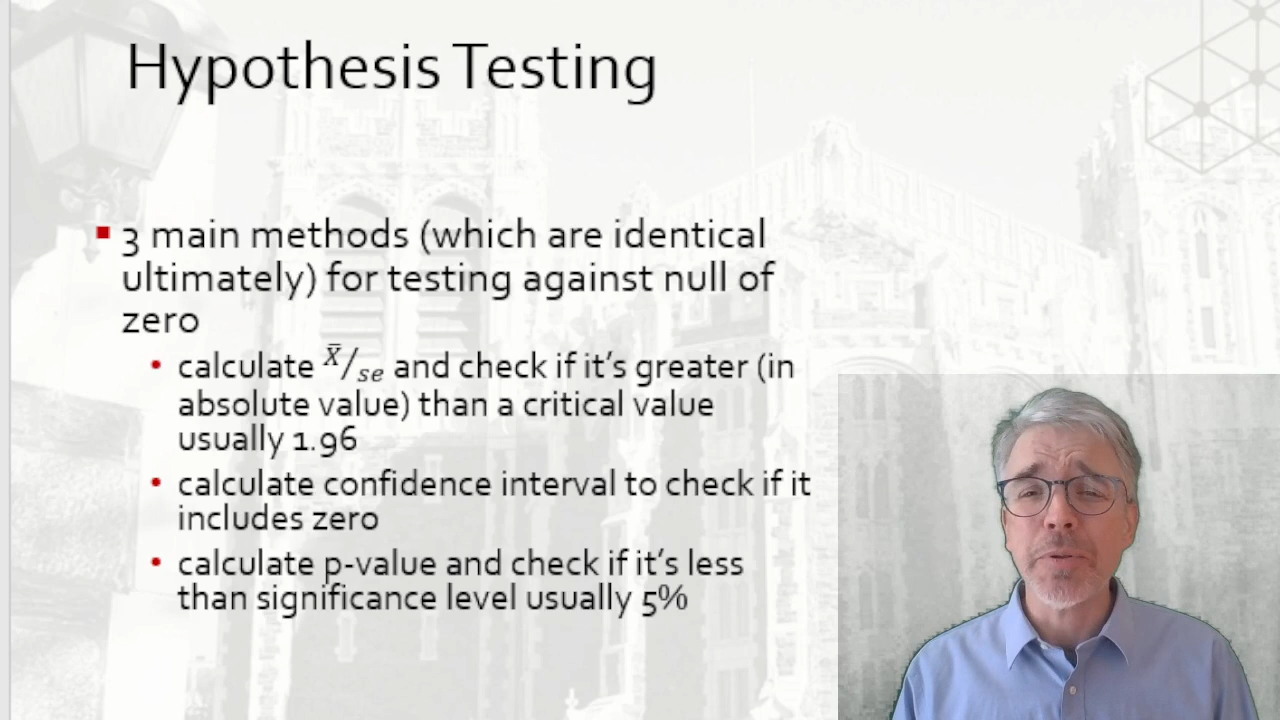 Hypothesis Testing
3 main methods (which are identical
ultimately) for testing against null of
zero
calculate X̄/se and check if it’s greater (in
absolute value) than a critical value
usually 1.96
calculate confidence interval to check if it
includes zero
calculate p-value and check if it’s less
than significance level usually 5%